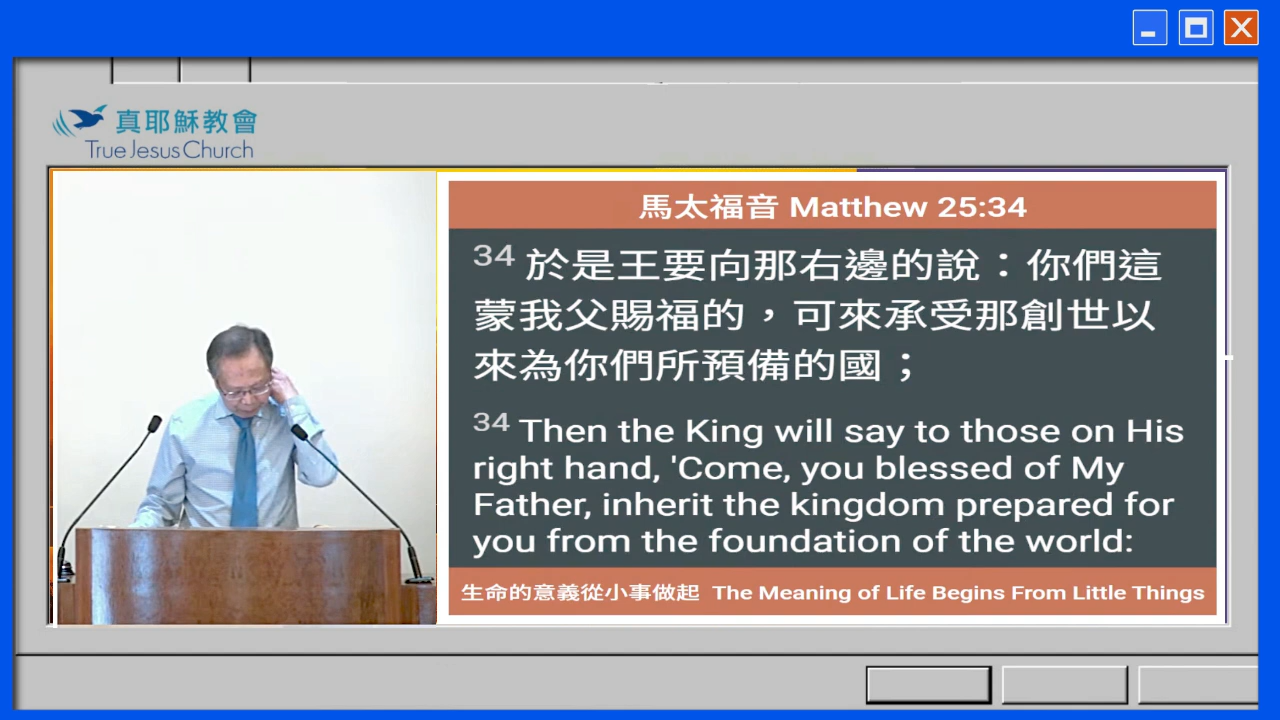 真耶穌教會
True Jesus Church
馬太福音 Matthew 25:34
34 於是王要向那右邊的說：你們這
蒙我父賜福的，可來承受那創世以
來為你們所預備的國；
34 Then the King will say to those on His
right hand, 'Come, you blessed of My
Father, inherit the kingdom prepared for
you from the foundation of the world:
生命的意義從小事做起 The Meaning of Life Begins From Little Things